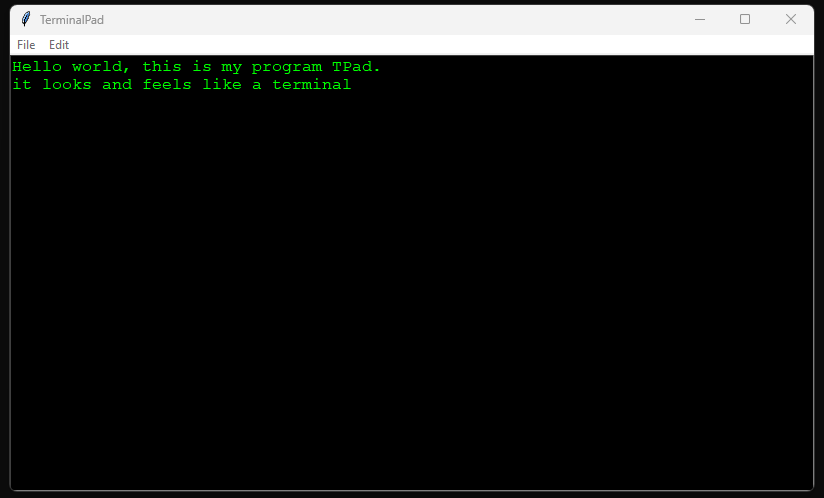 TerminalPad
File Edit
Hello world, this is my program TPad.
it looks and feels like a terminal